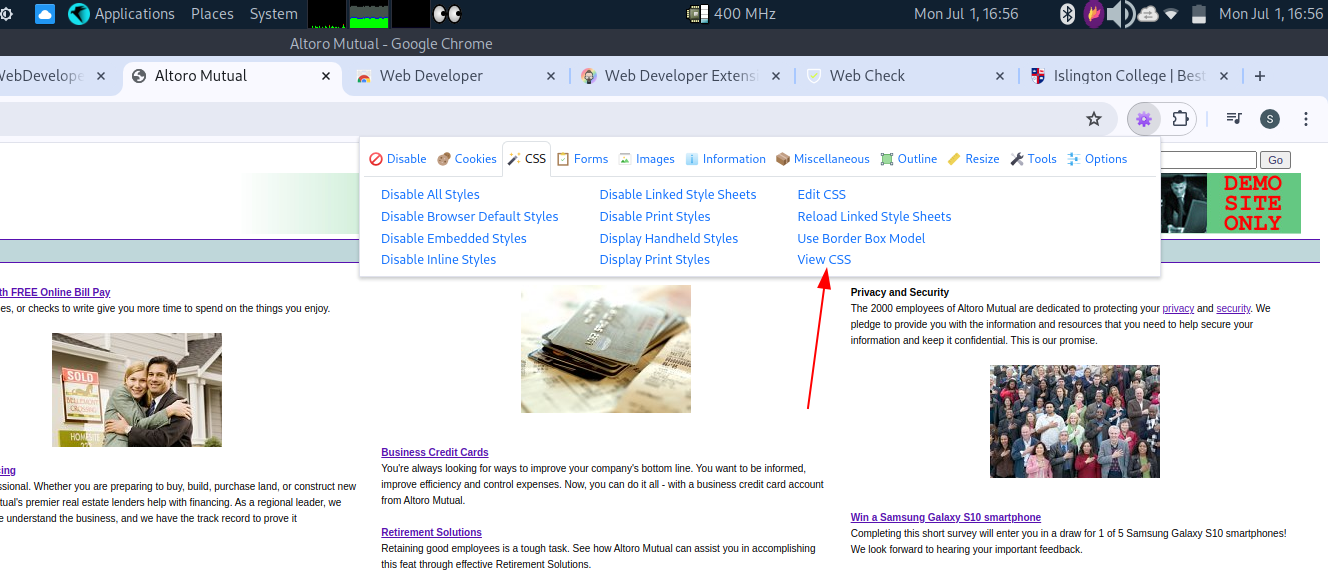 Applications Places System 400 MHz Mon Jul 1, 16:56 Mon Jul 1, 16:56
Altoro Mutual - Google Chrome
WebDevelope Altoro Mutual Web Developer Web Developer Extens Web Check Islington College | Best
S
Disable Cookies CSS Forms Images Information Miscellaneous Outline Resize Tools Options Go
Disable All Styles Disable Linked Style Sheets Edit CSS
Disable Browser Default Styles Disable Print Styles Reload Linked Style Sheets
Disable Embedded Styles Display Handheld Styles Use Border Box Model
Disable Inline Styles Display Print Styles View CSS
DEMO
SITE
ONLY
th FREE Online Bill Pay
es, or checks to write give you more time to spend on the things you enjoy.
SOLD
BELLEMONT
CROSSING
HOMESITE
cing
ssional. Whether you are preparing to buy, build, purchase land, or construct new
utual's premier real estate lenders help with financing. As a regional leader, we
e understand the business, and we have the track record to prove it
Business Credit Cards
You're always looking for ways to improve your company's bottom line. You want to be informed,
improve efficiency and control expenses. Now, you can do it all - with a business credit card account
from Altoro Mutual.
Retirement Solutions
Retaining good employees is a tough task. See how Altoro Mutual can assist you in accomplishing
this feat through effective Retirement Solutions.
Privacy and Security
The 2000 employees of Altoro Mutual are dedicated to protecting your privacy and security. We
pledge to provide you with the information and resources that you need to help secure your
information and keep it confidential. This is our promise.
Win a Samsung Galaxy S10 smartphone
Completing this short survey will enter you in a draw for 1 of 5 Samsung Galaxy S10 smartphones!
We look forward to hearing your important feedback.